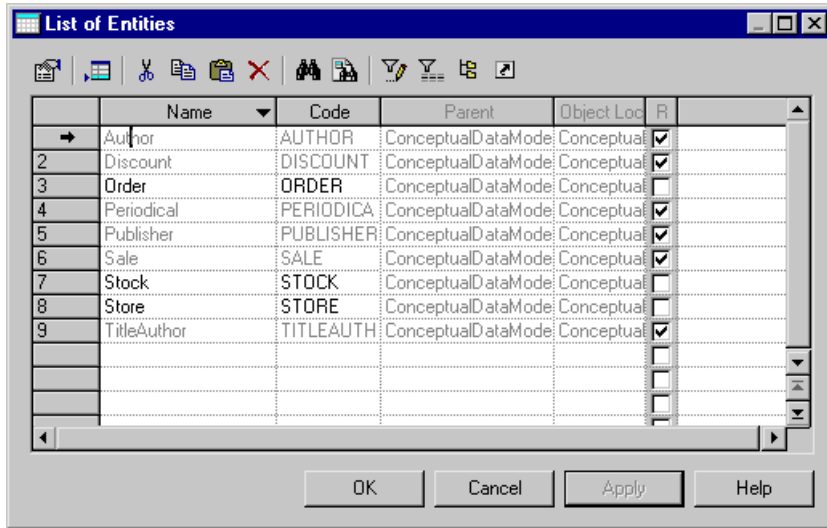 List of Entities
Name Code Parent Object Loc R
Author AUTHOR ConceptualDataMode Conceptual
2 Discount DISCOUNT ConceptualDataMode Conceptual
3 Order ORDER ConceptualDataMode Conceptual
4 Periodical PERIODICA ConceptualDataMode Conceptual
5 Publisher PUBLISHER ConceptualDataMode Conceptual
6 Sale SALE ConceptualDataMode Conceptual
7 Stock STOCK ConceptualDataMode Conceptual
8 Store STORE ConceptualDataMode Conceptual
9 TitleAuthor TITLEAUTH ConceptualDataMode Conceptual
OK Cancel Apply Help